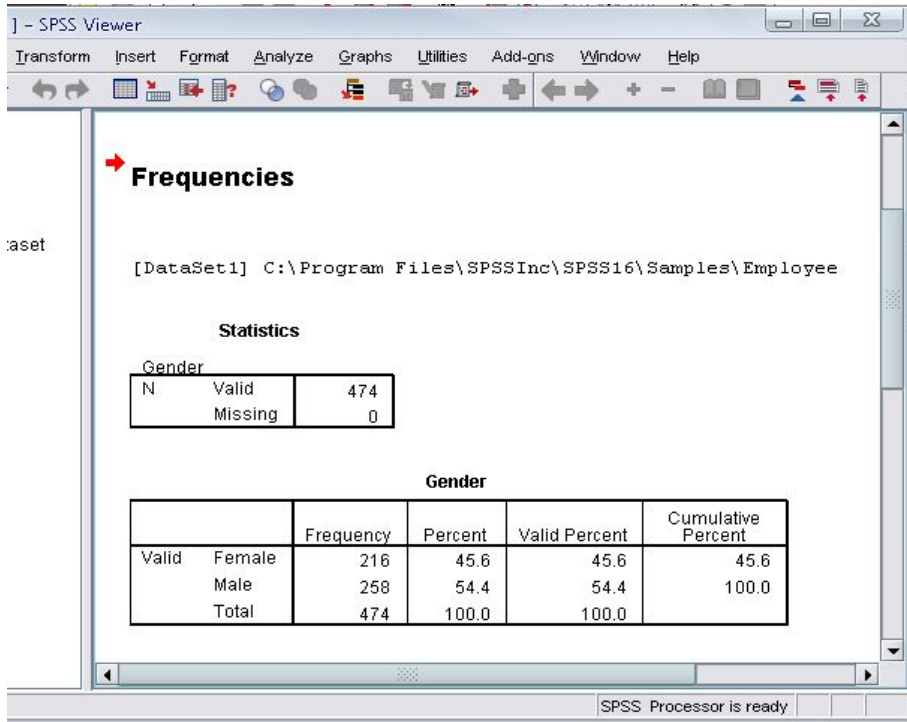 ] - SPSS Viewer
Transform Insert Format Analyze Graphs Utilities Add-ons Window Help
Frequencies
taset
[DataSet1] C:\Program Files\SPSSInc\SPSS16\Samples\Employee
Statistics
Gender
N Valid 474
Missing 0
Gender
Frequency Percent Valid Percent Cumulative Percent
Valid Female 216 45.6 45.6 45.6
Male 258 54.4 54.4 100.0
Total 474 100.0 100.0
SPSS Processor is ready